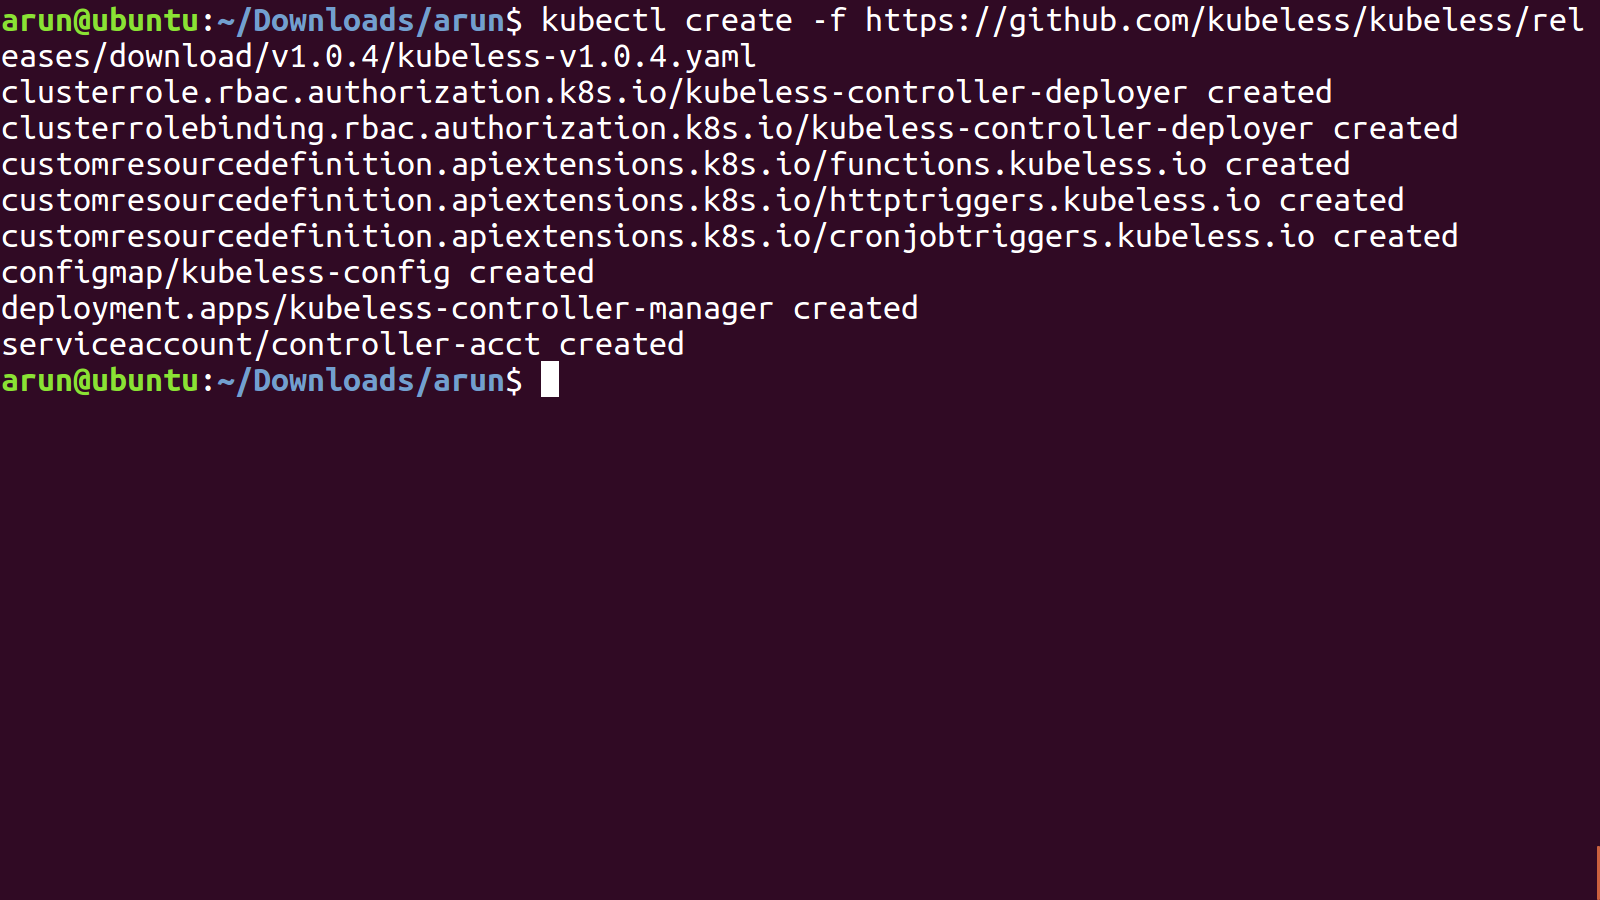 arun@ubuntu:~/Downloads/arun$ kubectl create -f https://github.com/kubeless/kubeless/rel
eases/download/v1.0.4/kubeless-v1.0.4.yaml
clusterrole.rbac.authorization.k8s.io/kubeless-controller-deployer created
clusterrolebinding.rbac.authorization.k8s.io/kubeless-controller-deployer created
customresourcedefinition.apiextensions.k8s.io/functions.kubeless.io created
customresourcedefinition.apiextensions.k8s.io/httptriggers.kubeless.io created
customresourcedefinition.apiextensions.k8s.io/cronjobtriggers.kubeless.io created
configmap/kubeless-config created
deployment.apps/kubeless-controller-manager created
serviceaccount/controller-acct created
arun@ubuntu:~/Downloads/arun$